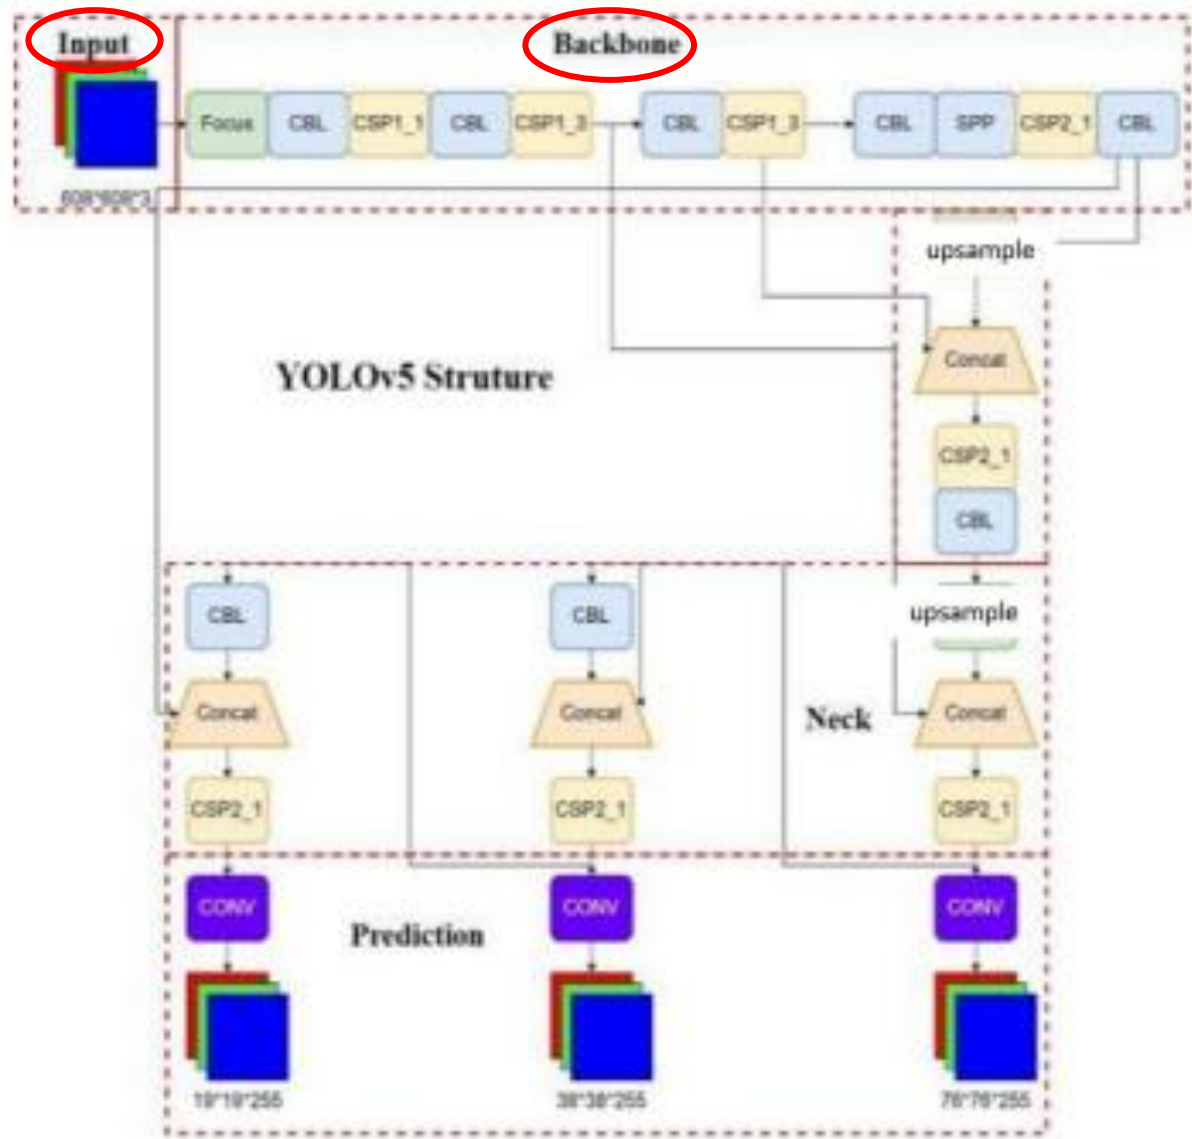 Input
Backbone
Focus
CBL
CSP1_1
CBL
CSP1_3
CBL
CSP1_3
CBL
SPP
CSP2_1
CBL
608*608*3
upsample
Concat
YOLOv5 Struture
CSP2_1
CBL
CBL
CBL
upsample
Concat
Concat
Neck
Concat
CSP2_1
CSP2_1
CSP2_1
CONV
CONV
CONV
Prediction
19*19*255
38*38*255
76*76*255